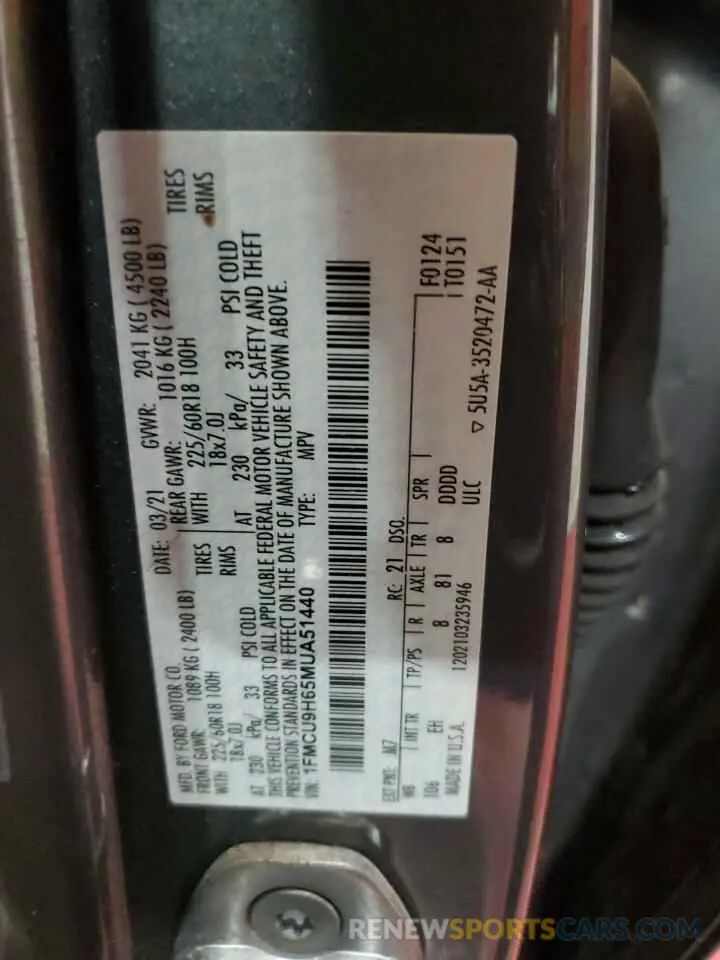 MFD. BY FORD MOTOR CO.
DATE: 03/21 GVWR: 2041 KG ( 4500 LB)
FRONT GAWR: 1089 KG ( 2400 LB) REAR GAWR: 1016 KG ( 2240 LB)
WITH 225/60R18 100H TIRES WITH 225/60R18 100H TIRES
18x7.0J RIMS 18x7.0J RIMS
AT 230 kPa/ 33 PSI COLD AT 230 kPa/ 33 PSI COLD
THIS VEHICLE CONFORMS TO ALL APPLICABLE FEDERAL MOTOR VEHICLE SAFETY AND THEFT
PREVENTION STANDARDS IN EFFECT ON THE DATE OF MANUFACTURE SHOWN ABOVE.
VIN: 1FMCU9H65MUA51440 TYPE: MPV
EXT PNT: M7 RC: 21 DSO: F0124
WB INT TR TP/PS R AXLE TR SPR T0151
106 EH 8 81 8 DDDD
MADE IN U.S.A. 1202103235946 ULC ▽ 5U5A-3520472-AA
RENEWSPORTSCARS.COM